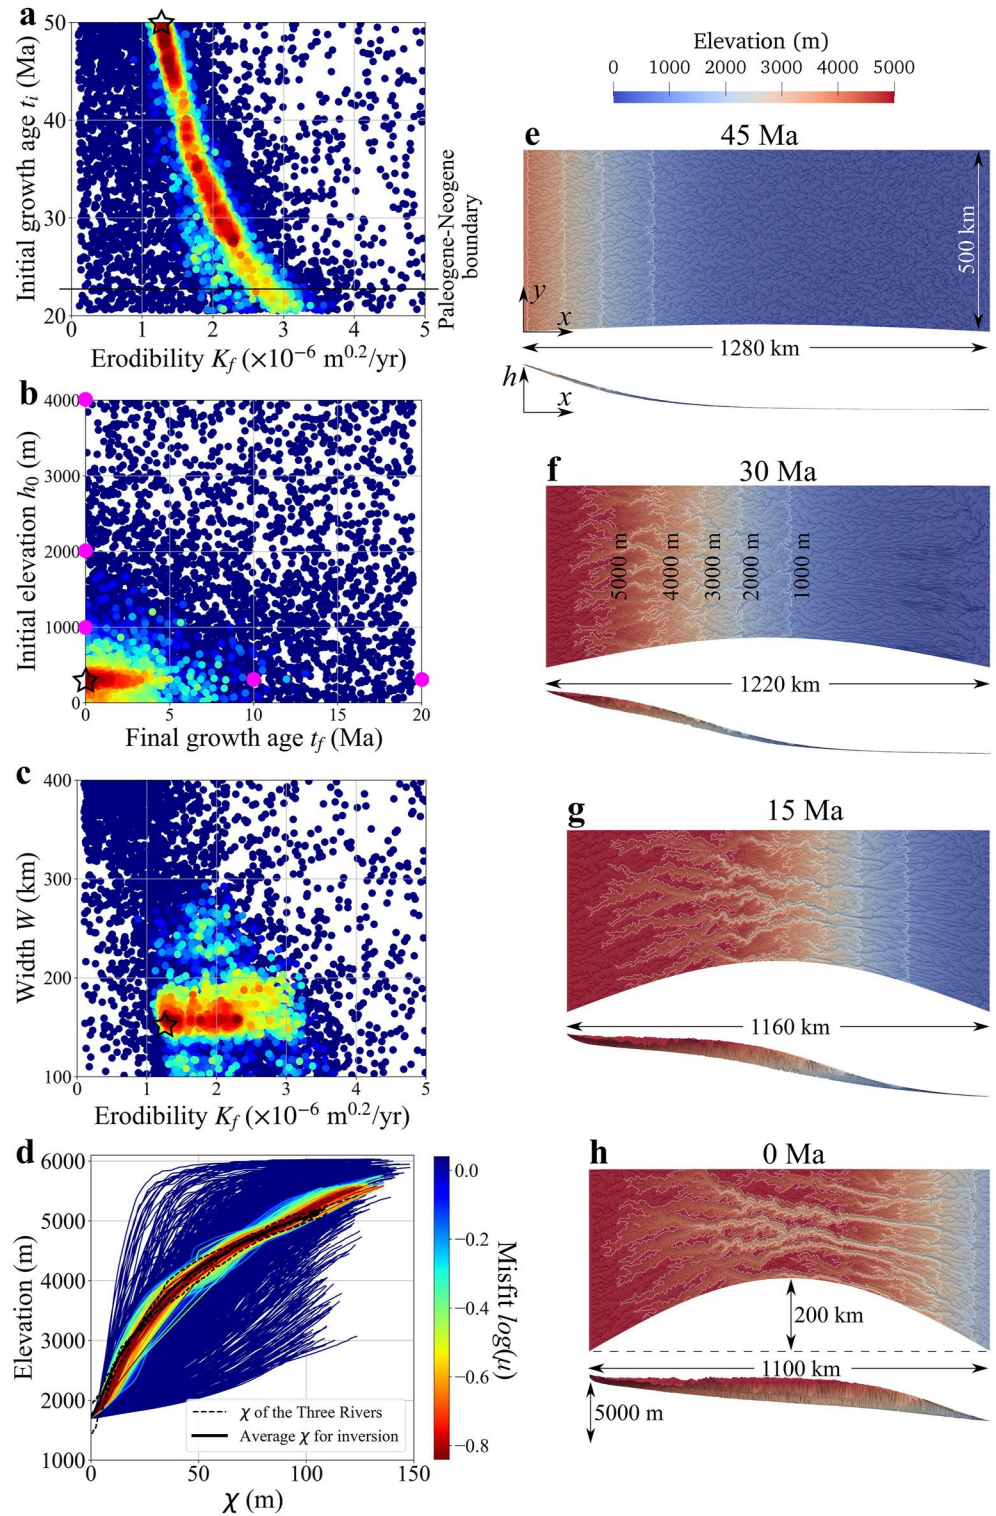 a
50
40
30
20
0
1
2
3
4
5
Initial growth age tᵢ (Ma)
Erodibility K_f (×10⁻⁶ m⁰·²/yr)
Paleogene-Neogene
boundary
b
4000
3000
2000
1000
0
0
5
10
15
20
Initial elevation h₀ (m)
Final growth age t_f (Ma)
c
400
300
200
100
0
1
2
3
4
5
Width W (km)
Erodibility K_f (×10⁻⁶ m⁰·²/yr)
d
6000
5000
4000
3000
2000
1000
0
50
100
150
Elevation (m)
χ (m)
χ of the Three Rivers
Average χ for inversion
0.0
−0.2
−0.4
−0.6
−0.8
Misfit log(μ)
Elevation (m)
0 1000 2000 3000 4000 5000
e
45 Ma
500 km
y
x
1280 km
h
x
f
30 Ma
5000 m
4000 m
3000 m
2000 m
1000 m
1220 km
g
15 Ma
1160 km
h
0 Ma
200 km
1100 km
5000 m